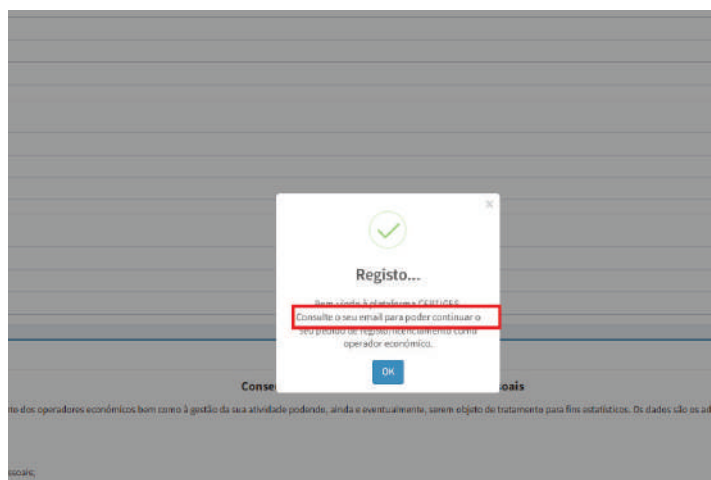 ×
Registo...
Bem-vindo à plataforma CERTIGES.
Consulte o seu email para poder continuar o
seu pedido de registo/licenciamento como
operador económico.
OK
Conse
oais
dos operadores económicos bem como à gestão da sua atividade podendo, ainda e eventualmente, serem objeto de tratamento para fins estatísticos. Os dados são os ad
ssoais;